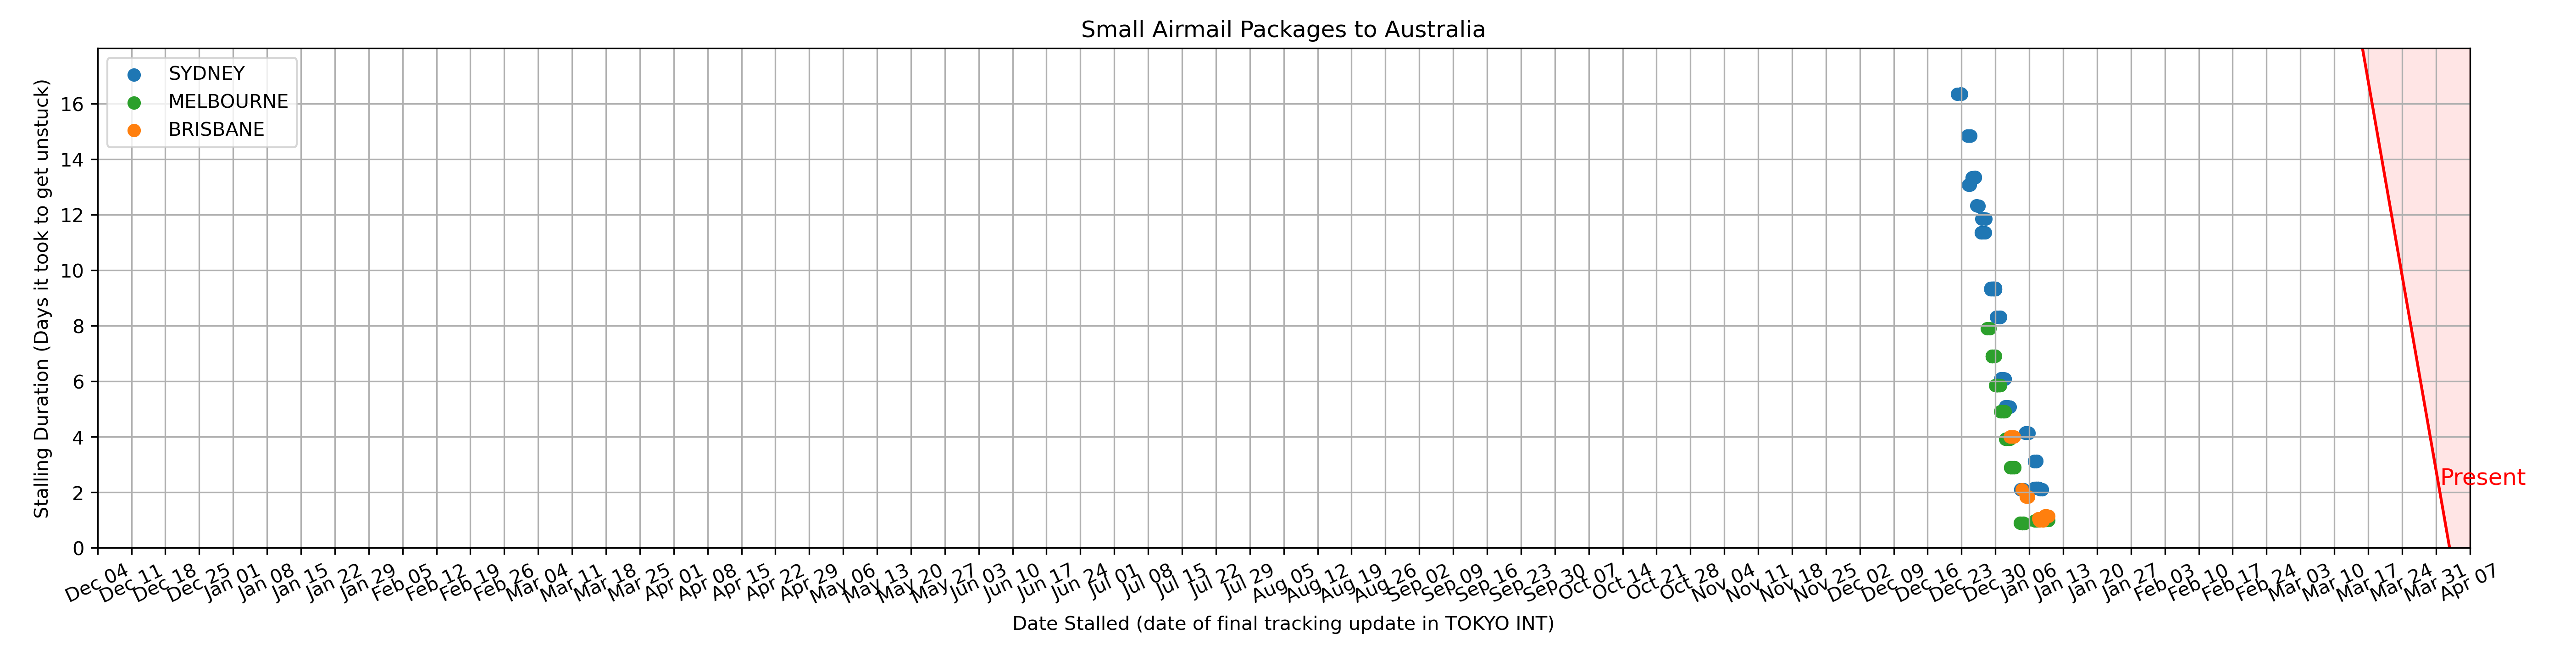 Small Airmail Packages to Australia
SYDNEY
MELBOURNE
BRISBANE
Stalling Duration (Days it took to get unstuck)
16
14
12
10
8
6
4
2
0
Present
Dec 04 Dec 11 Dec 18 Dec 25 Jan 01 Jan 08 Jan 15 Jan 22 Jan 29 Feb 05 Feb 12 Feb 19 Feb 26 Mar 04 Mar 11 Mar 18 Mar 25 Apr 01 Apr 08 Apr 15 Apr 22 Apr 29 May 06 May 13 May 20 May 27 Jun 03 Jun 10 Jun 17 Jun 24 Jul 01 Jul 08 Jul 15 Jul 22 Jul 29 Aug 05 Aug 12 Aug 19 Aug 26 Sep 02 Sep 09 Sep 16 Sep 23 Sep 30 Oct 07 Oct 14 Oct 21 Oct 28 Nov 04 Nov 11 Nov 18 Nov 25 Dec 02 Dec 09 Dec 16 Dec 23 Dec 30 Jan 06 Jan 13 Jan 20 Jan 27 Feb 03 Feb 10 Feb 17 Feb 24 Mar 03 Mar 10 Mar 17 Mar 24 Mar 31 Apr 07
Date Stalled (date of final tracking update in TOKYO INT)